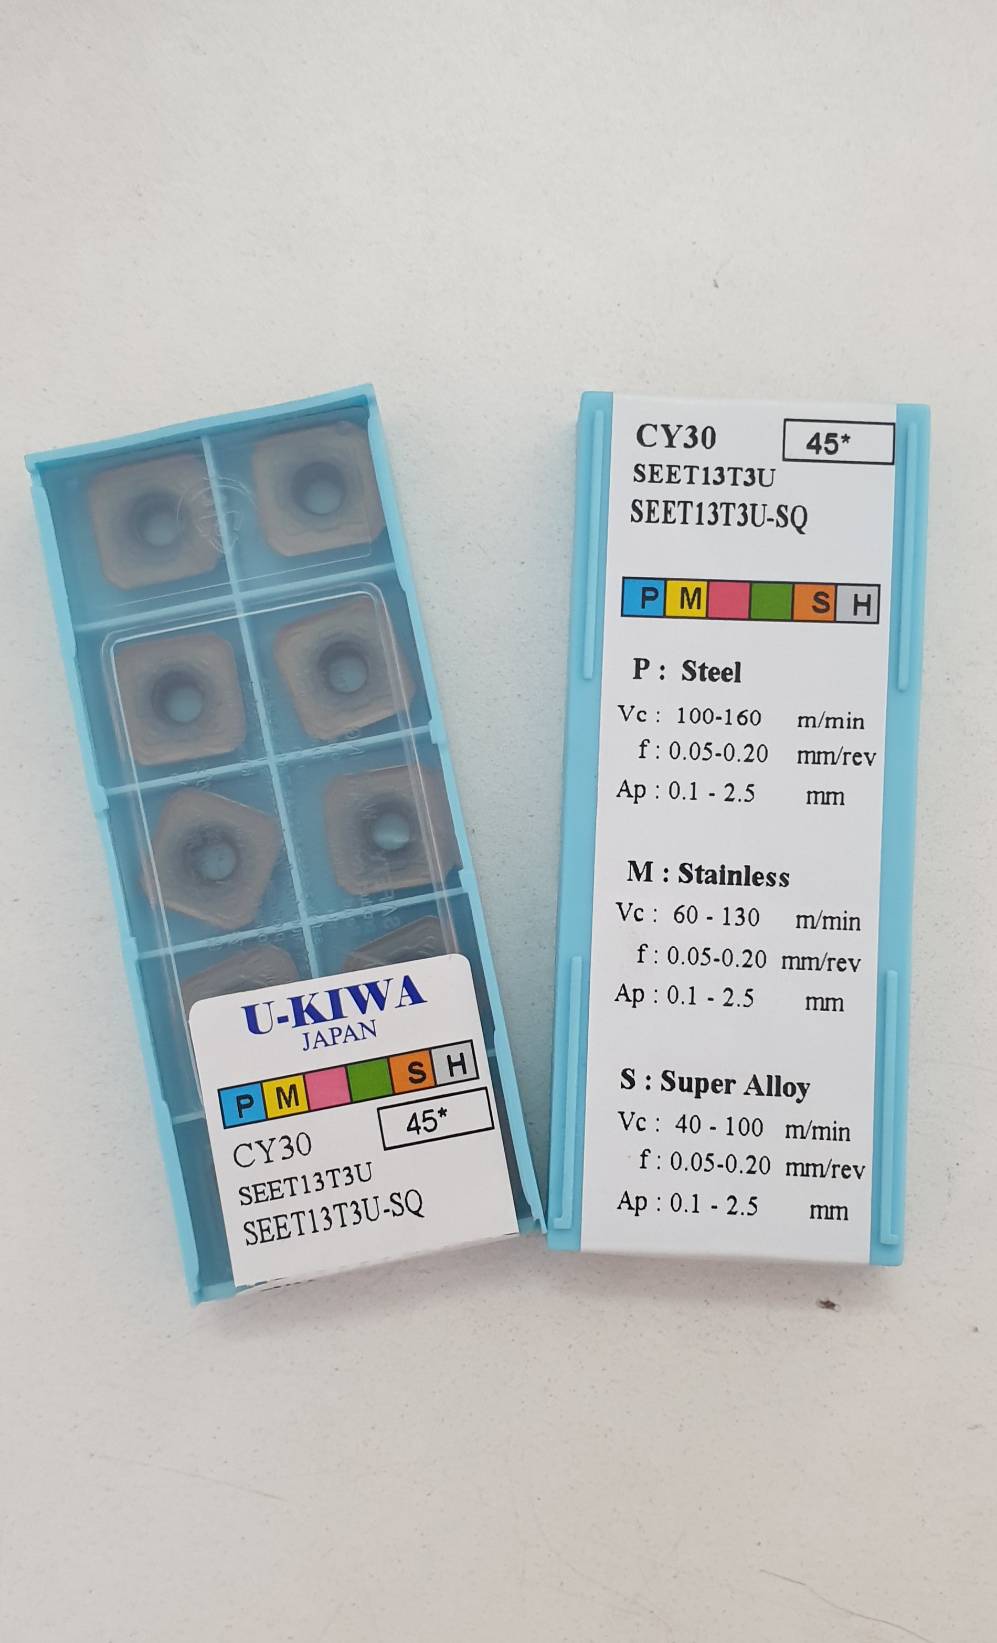 U-KIWA
JAPAN
P M S H
45*
CY30
SEET13T3U
SEET13T3U-SQ
CY30 45*
SEET13T3U
SEET13T3U-SQ
P M S H
P : Steel
Vc : 100-160 m/min
f : 0.05-0.20 mm/rev
Ap : 0.1 - 2.5 mm
M : Stainless
Vc : 60 - 130 m/min
f : 0.05-0.20 mm/rev
Ap : 0.1 - 2.5 mm
S : Super Alloy
Vc : 40 - 100 m/min
f : 0.05-0.20 mm/rev
Ap : 0.1 - 2.5 mm